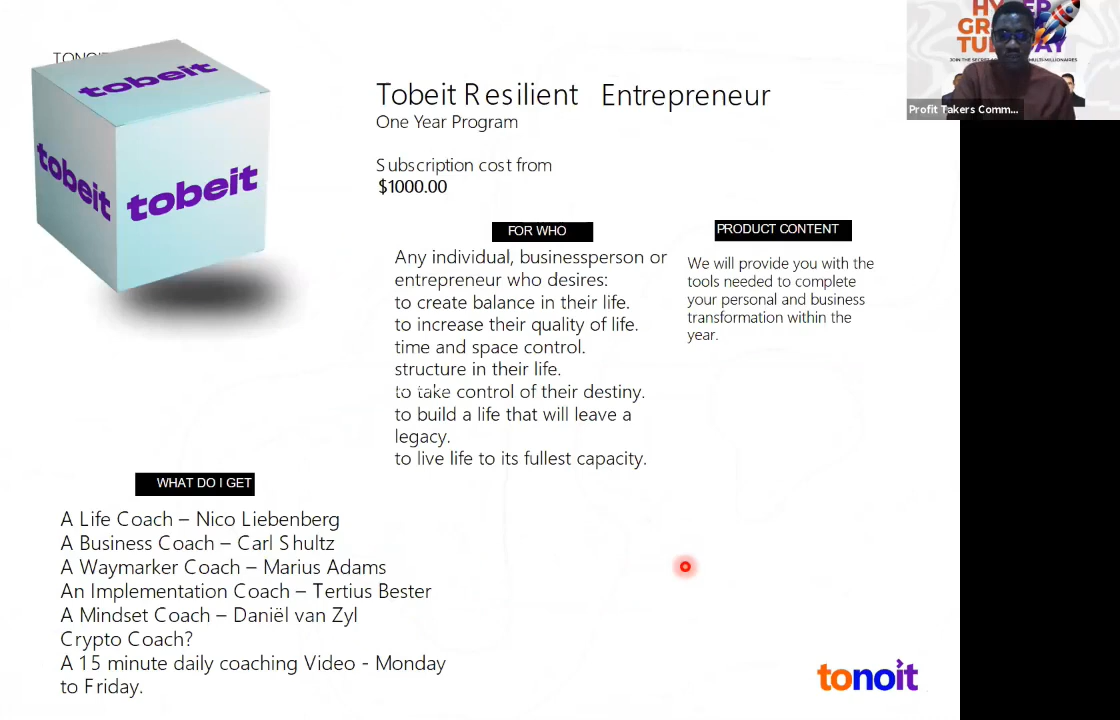 tobeit
tobeit
tobeit
Tobeit Resilient Entrepreneur
One Year Program
Subscription cost from
$1000.00
FOR WHO
Any individual, businessperson or
entrepreneur who desires:
to create balance in their life.
to increase their quality of life.
time and space control.
structure in their life.
to take control of their destiny.
to build a life that will leave a
legacy.
to live life to its fullest capacity.
PRODUCT CONTENT
We will provide you with the
tools needed to complete
your personal and business
transformation within the
year.
WHAT DO I GET
A Life Coach – Nico Liebenberg
A Business Coach – Carl Shultz
A Waymarker Coach – Marius Adams
An Implementation Coach – Tertius Bester
A Mindset Coach – Daniël van Zyl
Crypto Coach?
A 15 minute daily coaching Video - Monday
to Friday.
tonoit
Profit Takers Comm...